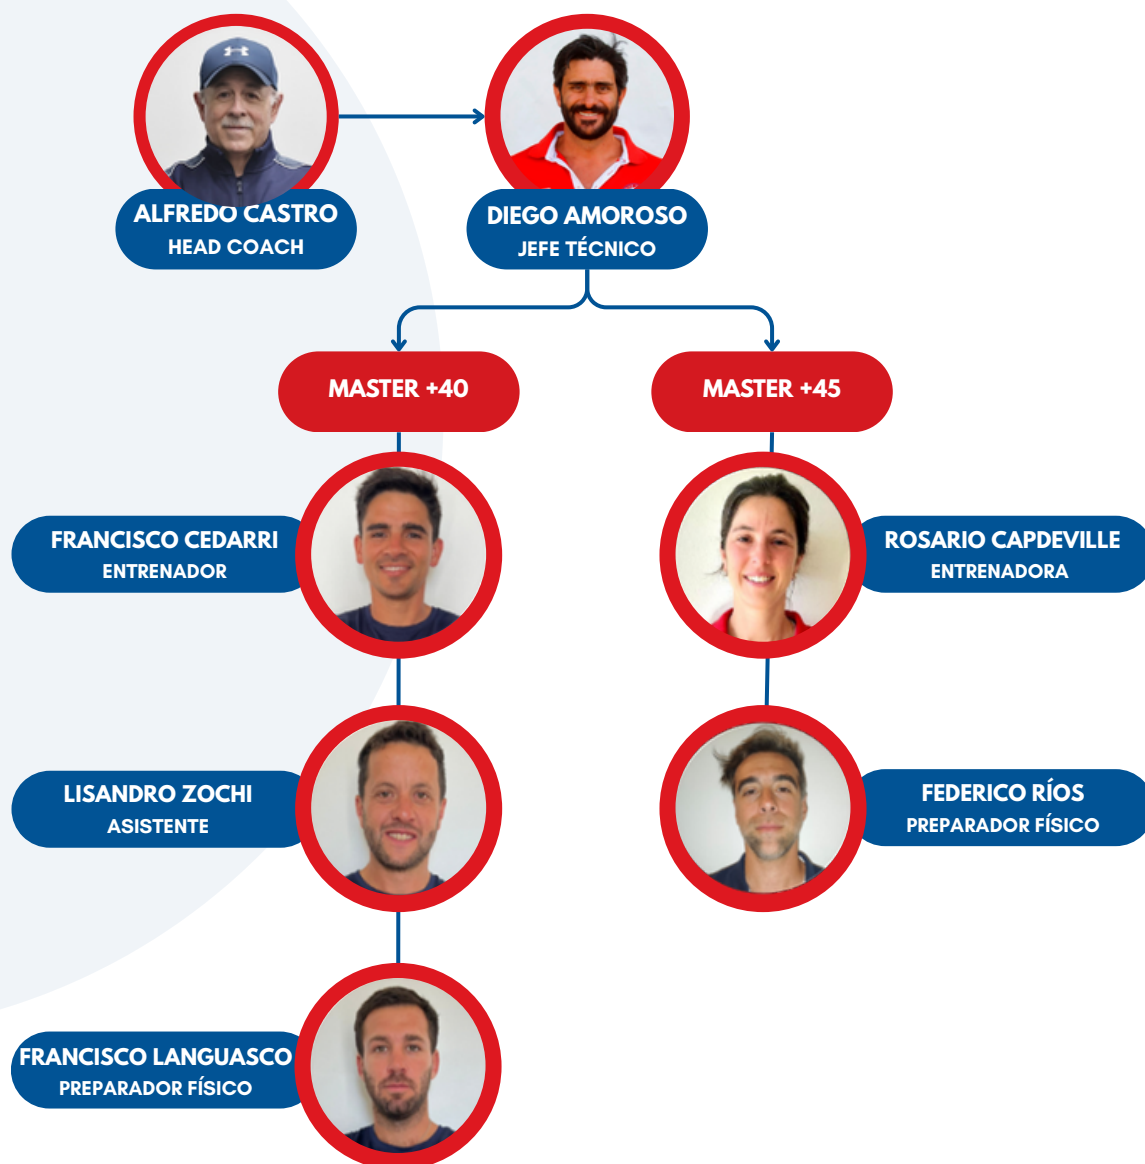 ALFREDO CASTRO
HEAD COACH
DIEGO AMOROSO
JEFE TÉCNICO
MASTER +40
MASTER +45
FRANCISCO CEDARRI
ENTRENADOR
ROSARIO CAPDEVILLE
ENTRENADORA
LISANDRO ZOCHI
ASISTENTE
FEDERICO RÍOS
PREPARADOR FÍSICO
FRANCISCO LANGUASCO
PREPARADOR FÍSICO